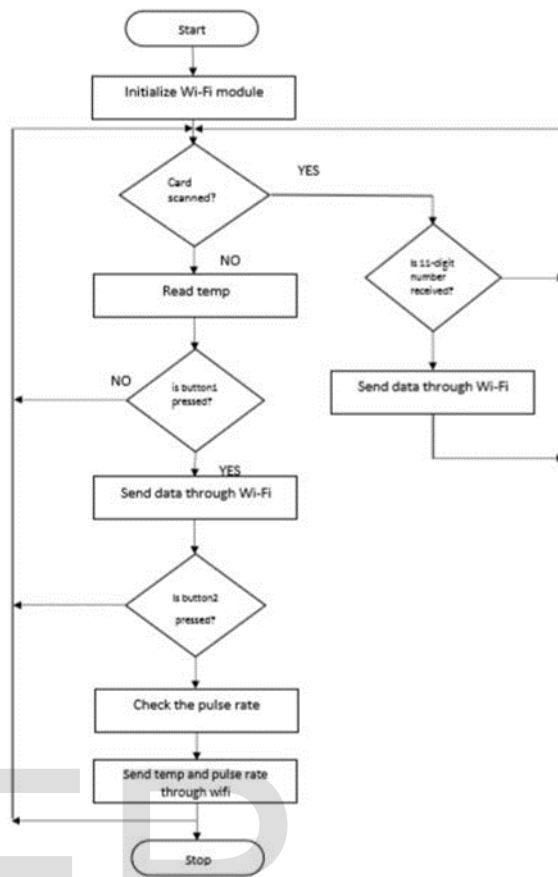 Start
Initialize Wi-Fi module
Card
scanned?
YES
Is 11-digit
number
received?
NO
Read temp
Send data through Wi-Fi
NO
is button1
pressed?
YES
Send data through Wi-Fi
Is button2
pressed?
Check the pulse rate
Send temp and pulse rate
through wifi
Stop